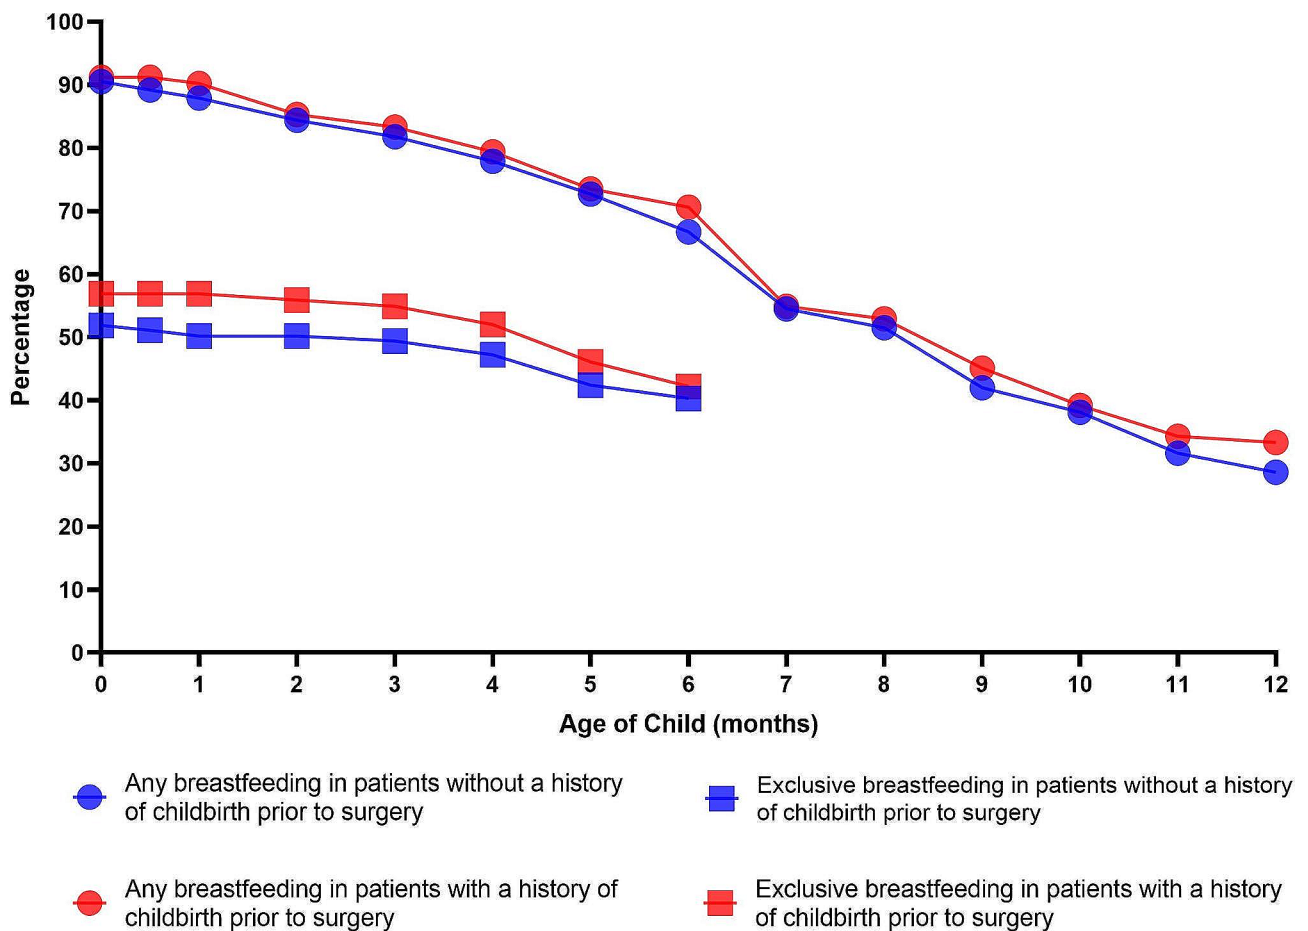 100
90
80
70
60
50
40
30
20
10
0
Percentage
0 1 2 3 4 5 6 7 8 9 10 11 12
Age of Child (months)
Any breastfeeding in patients without a history
of childbirth prior to surgery
Exclusive breastfeeding in patients without a history
of childbirth prior to surgery
Any breastfeeding in patients with a history of
childbirth prior to surgery
Exclusive breastfeeding in patients with a history
of childbirth prior to surgery